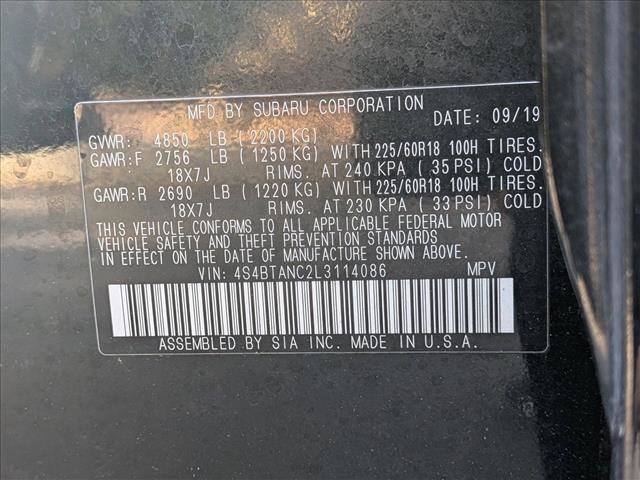 MFD BY SUBARU CORPORATION DATE: 09/19
GVWR: 4850 LB (2200 KG)
GAWR:F 2756 LB (1250 KG) WITH 225/60R18 100H TIRES.
18X7J RIMS. AT 240 KPA (35 PSI) COLD
GAWR:R 2690 LB (1220 KG) WITH 225/60R18 100H TIRES.
18X7J RIMS. AT 230 KPA (33 PSI) COLD
THIS VEHICLE CONFORMS TO ALL APPLICABLE FEDERAL MOTOR
VEHICLE SAFETY AND THEFT PREVENTION STANDARDS
IN EFFECT ON THE DATE OF MANUFACTURE SHOWN ABOVE.
VIN: 4S4BTANC2L3114086 MPV
ASSEMBLED BY SIA INC. MADE IN U.S.A.